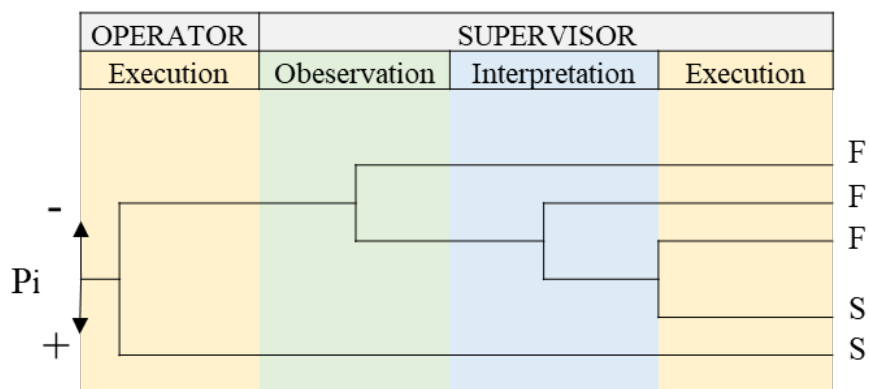 OPERATOR SUPERVISOR
Execution Obeservation Interpretation Execution
F
- F
F
Pi
S
+ S